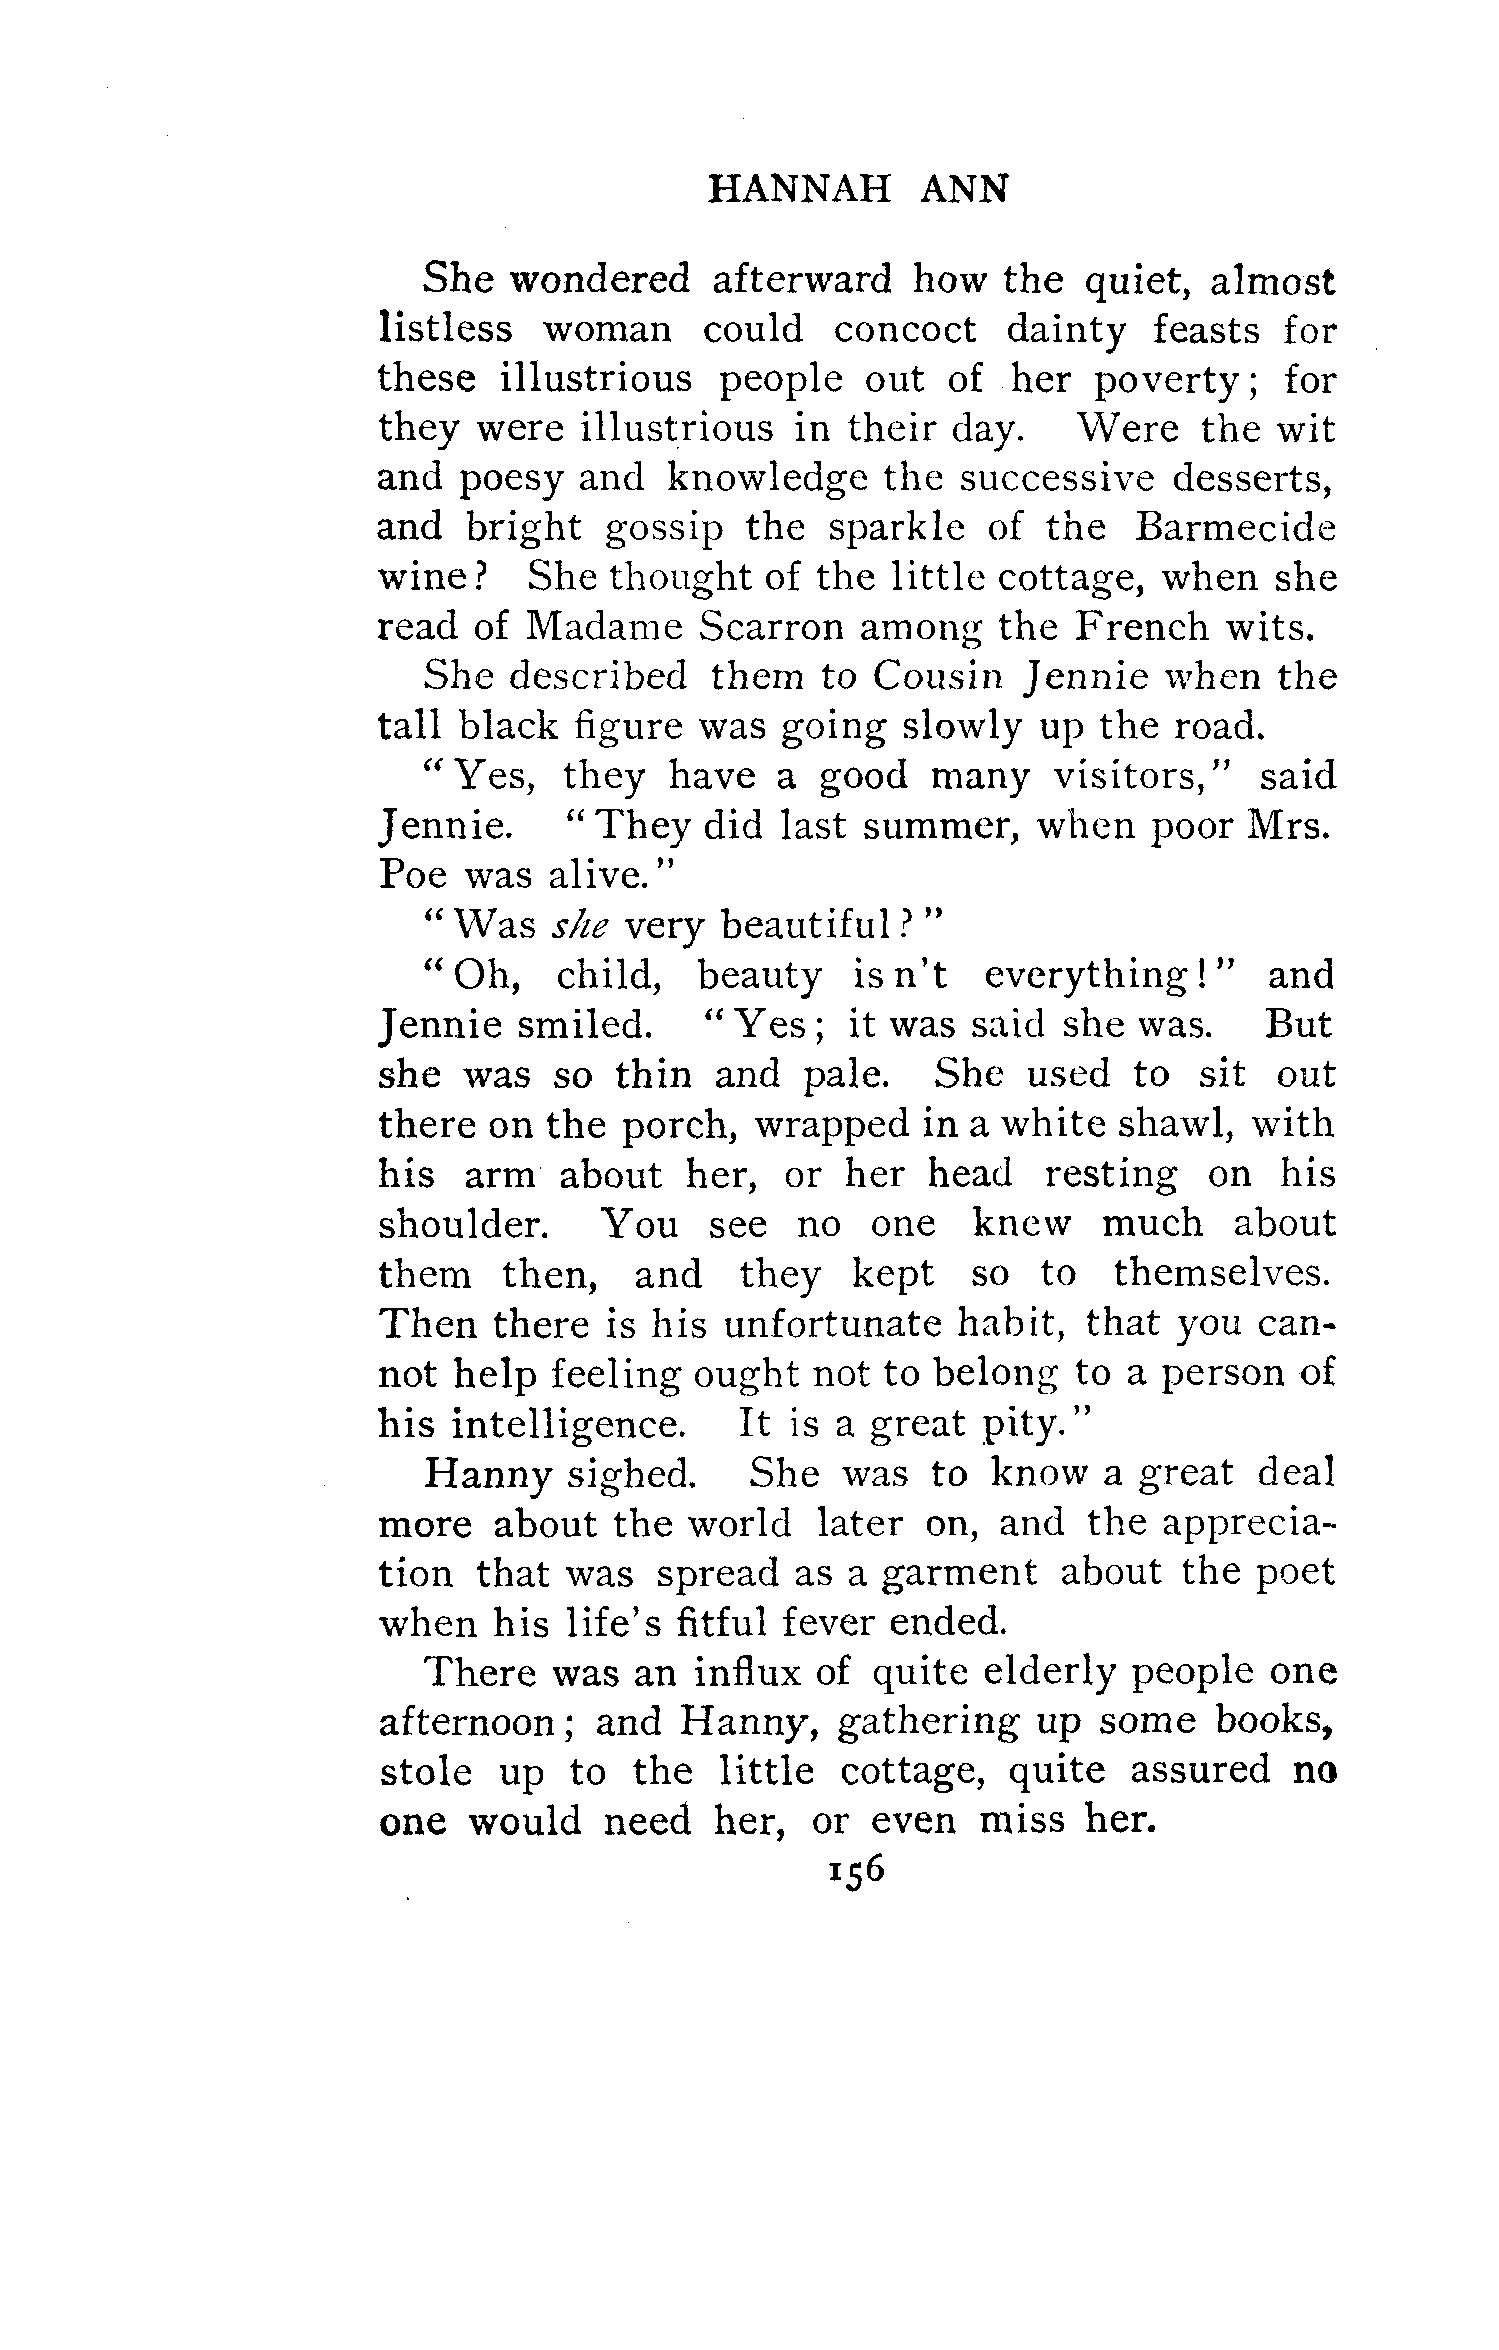 HANNAH ANN
She wondered afterward how the quiet, almost
listless woman could concoct dainty feasts for
these illustrious people out of her poverty; for
they were illustrious in their day. Were the wit
and poesy and knowledge the successive desserts,
and bright gossip the sparkle of the Barmecide
wine? She thought of the little cottage, when she
read of Madame Scarron among the French wits.
She described them to Cousin Jennie when the
tall black figure was going slowly up the road.
"Yes, they have a good many visitors," said
Jennie. "They did last summer, when poor Mrs.
Poe was alive."
"Was she very beautiful?"
"Oh, child, beauty is n't everything!" and
Jennie smiled. "Yes; it was said she was. But
she was so thin and pale. She used to sit out
there on the porch, wrapped in a white shawl, with
his arm about her, or her head resting on his
shoulder. You see no one knew much about
them then, and they kept so to themselves.
Then there is his unfortunate habit, that you can-
not help feeling ought not to belong to a person of
his intelligence. It is a great pity."
Hanny sighed. She was to know a great deal
more about the world later on, and the apprecia-
tion that was spread as a garment about the poet
when his life's fitful fever ended.
There was an influx of quite elderly people one
afternoon; and Hanny, gathering up some books,
stole up to the little cottage, quite assured no
one would need her, or even miss her.
156